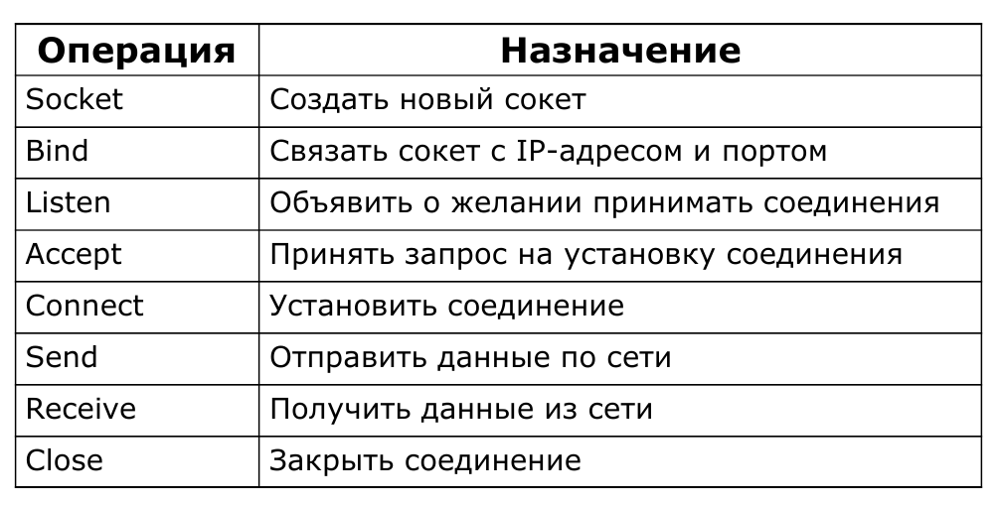 Операция Назначение
Socket Создать новый сокет
Bind Связать сокет с IP-адресом и портом
Listen Объявить о желании принимать соединения
Accept Принять запрос на установку соединения
Connect Установить соединение
Send Отправить данные по сети
Receive Получить данные из сети
Close Закрыть соединение